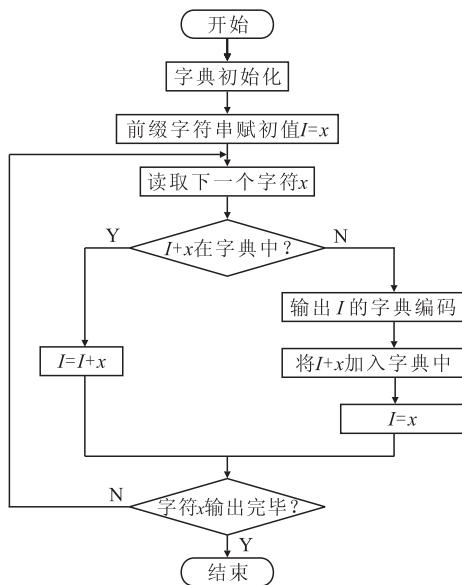 开始
字典初始化
前缀字符串赋初值I=x
读取下一个字符x
I+x在字典中?
Y
N
输出I的字典编码
I=I+x
将I+x加入字典中
I=x
字符x输出完毕?
N
Y
结束